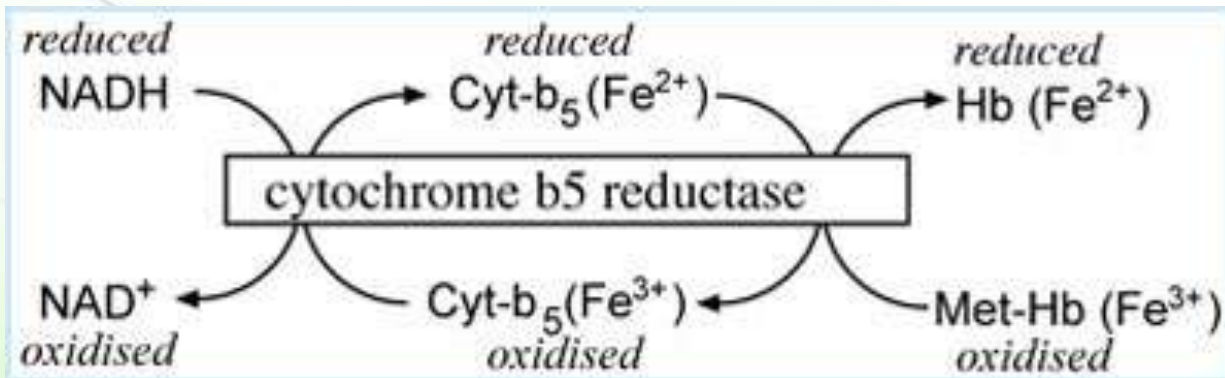 reduced reduced reduced
NADH Cyt-b₅(Fe²⁺) Hb (Fe²⁺)
cytochrome b5 reductase
NAD⁺ Cyt-b₅(Fe³⁺) Met-Hb (Fe³⁺)
oxidised oxidised oxidised